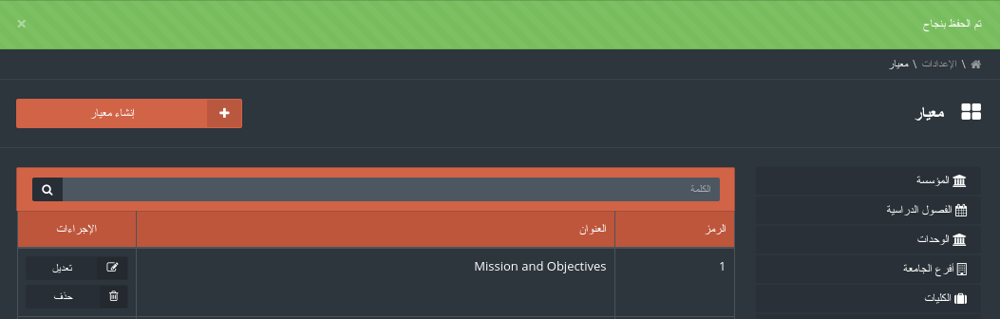 تم الحفظ بنجاح ×
\ الإعدادات \ معيار
معيار
إنشاء معيار
المؤسسة
الفصول الدراسية
الوحدات
أفرع الجامعة
الكليات
الكلمة
الرمز العنوان الإجراءات
1 Mission and Objectives تعديل
حذف